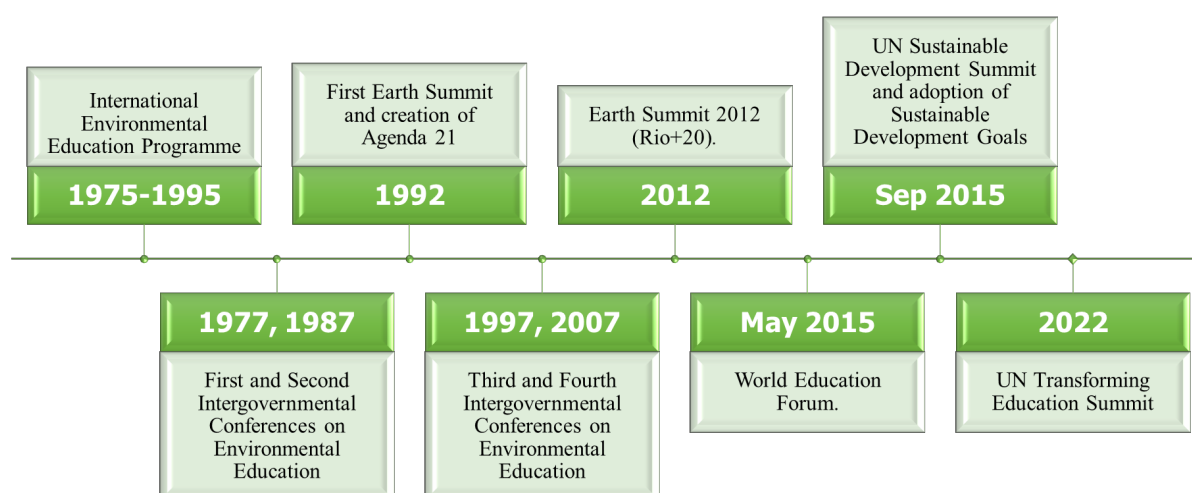 International
Environmental
Education Programme
1975-1995
1977, 1987
First and Second
Intergovernmental
Conferences on
Environmental
Education
First Earth Summit
and creation of
Agenda 21
1992
1997, 2007
Third and Fourth
Intergovernmental
Conferences on
Environmental
Education
Earth Summit 2012
(Rio+20).
2012
May 2015
World Education
Forum.
UN Sustainable
Development Summit
and adoption of
Sustainable
Development Goals
Sep 2015
2022
UN Transforming
Education Summit